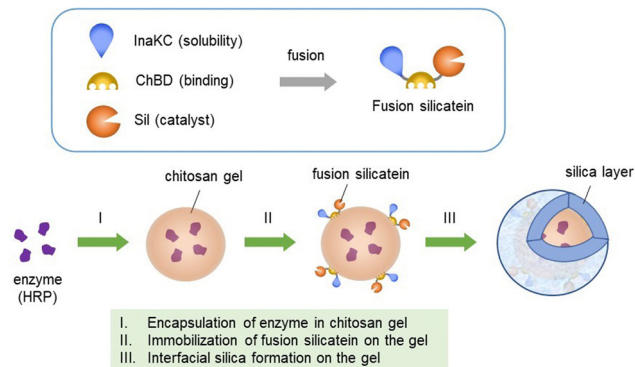 InaKC (solubility)
ChBD (binding)
Sil (catalyst)
fusion
Fusion silicatein
enzyme
(HRP)
I
chitosan gel
II
fusion silicatein
III
silica layer
I. Encapsulation of enzyme in chitosan gel
II. Immobilization of fusion silicatein on the gel
III. Interfacial silica formation on the gel